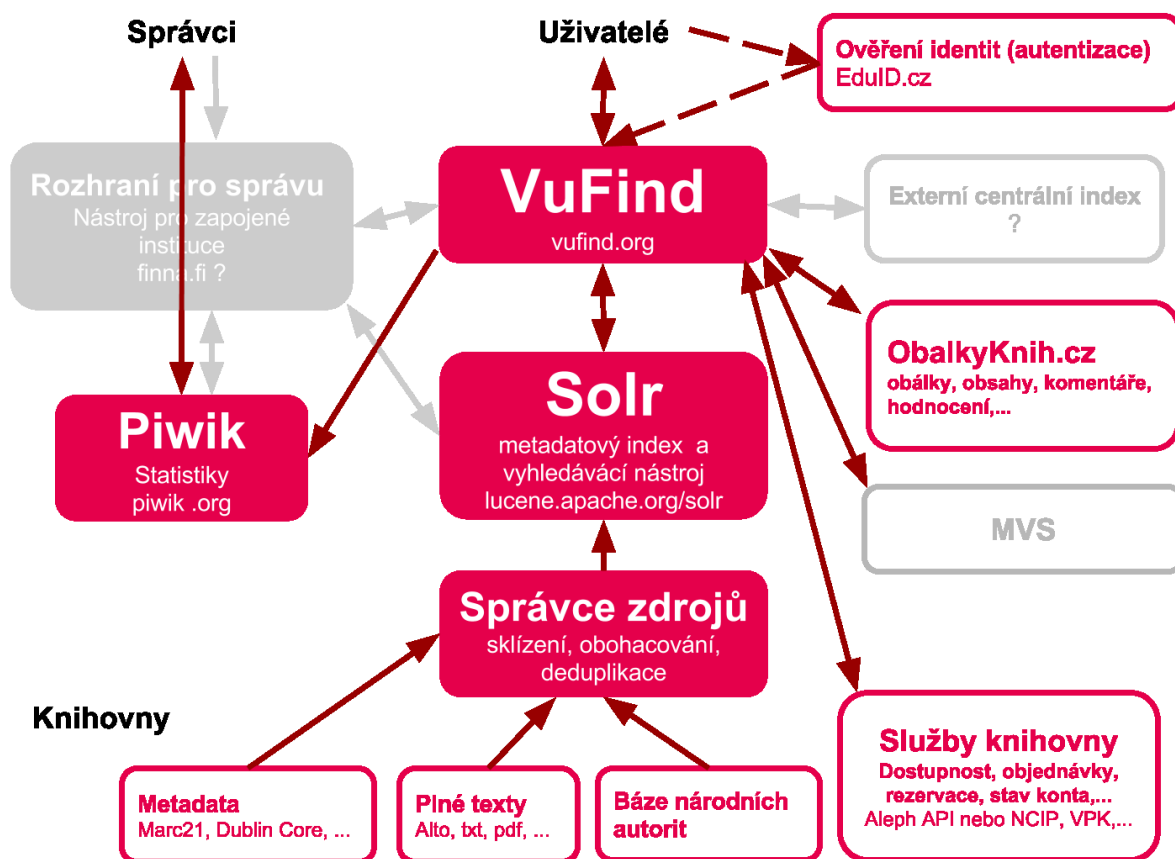 Správci
Uživatelé
Ověření identit (autentizace)
EduID.cz
Rozhraní pro správu
Nástroj pro zapojené
instituce
finna.fi ?
VuFind
vufind.org
Externí centrální index
?
ObalkyKnih.cz
obálky, obsahy, komentáře,
hodnocení,...
Piwik
Statistiky
piwik .org
Solr
metadatový index a
vyhledávácí nástroj
lucene.apache.org/solr
MVS
Správce zdrojů
sklízení, obohacování,
deduplikace
Knihovny
Služby knihovny
Dostupnost, objednávky,
rezervace, stav konta,...
Aleph API nebo NCIP, VPK,...
Metadata
Marc21, Dublin Core, ...
Plné texty
Alto, txt, pdf, ...
Báze národních
autorit